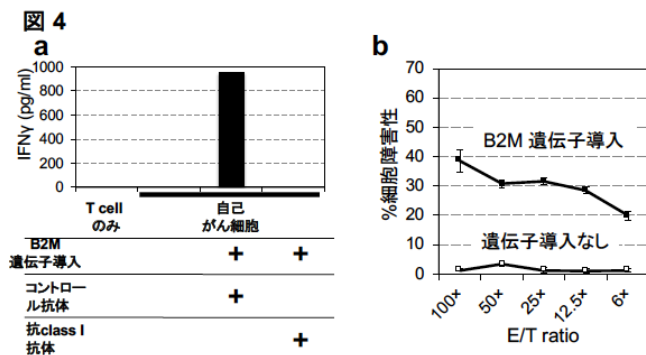 図 4
a
IFNγ (pg/ml)
1000
800
600
400
200
0
T cell
のみ
自己
がん細胞
B2M
遺伝子導入
+ +
コントロー
ル抗体
+
抗class I
抗体
+
b
%細胞障害性
70
60
50
40
30
20
10
0
B2M 遺伝子導入
遺伝子導入なし
100× 50× 25× 12.5× 6×
E/T ratio